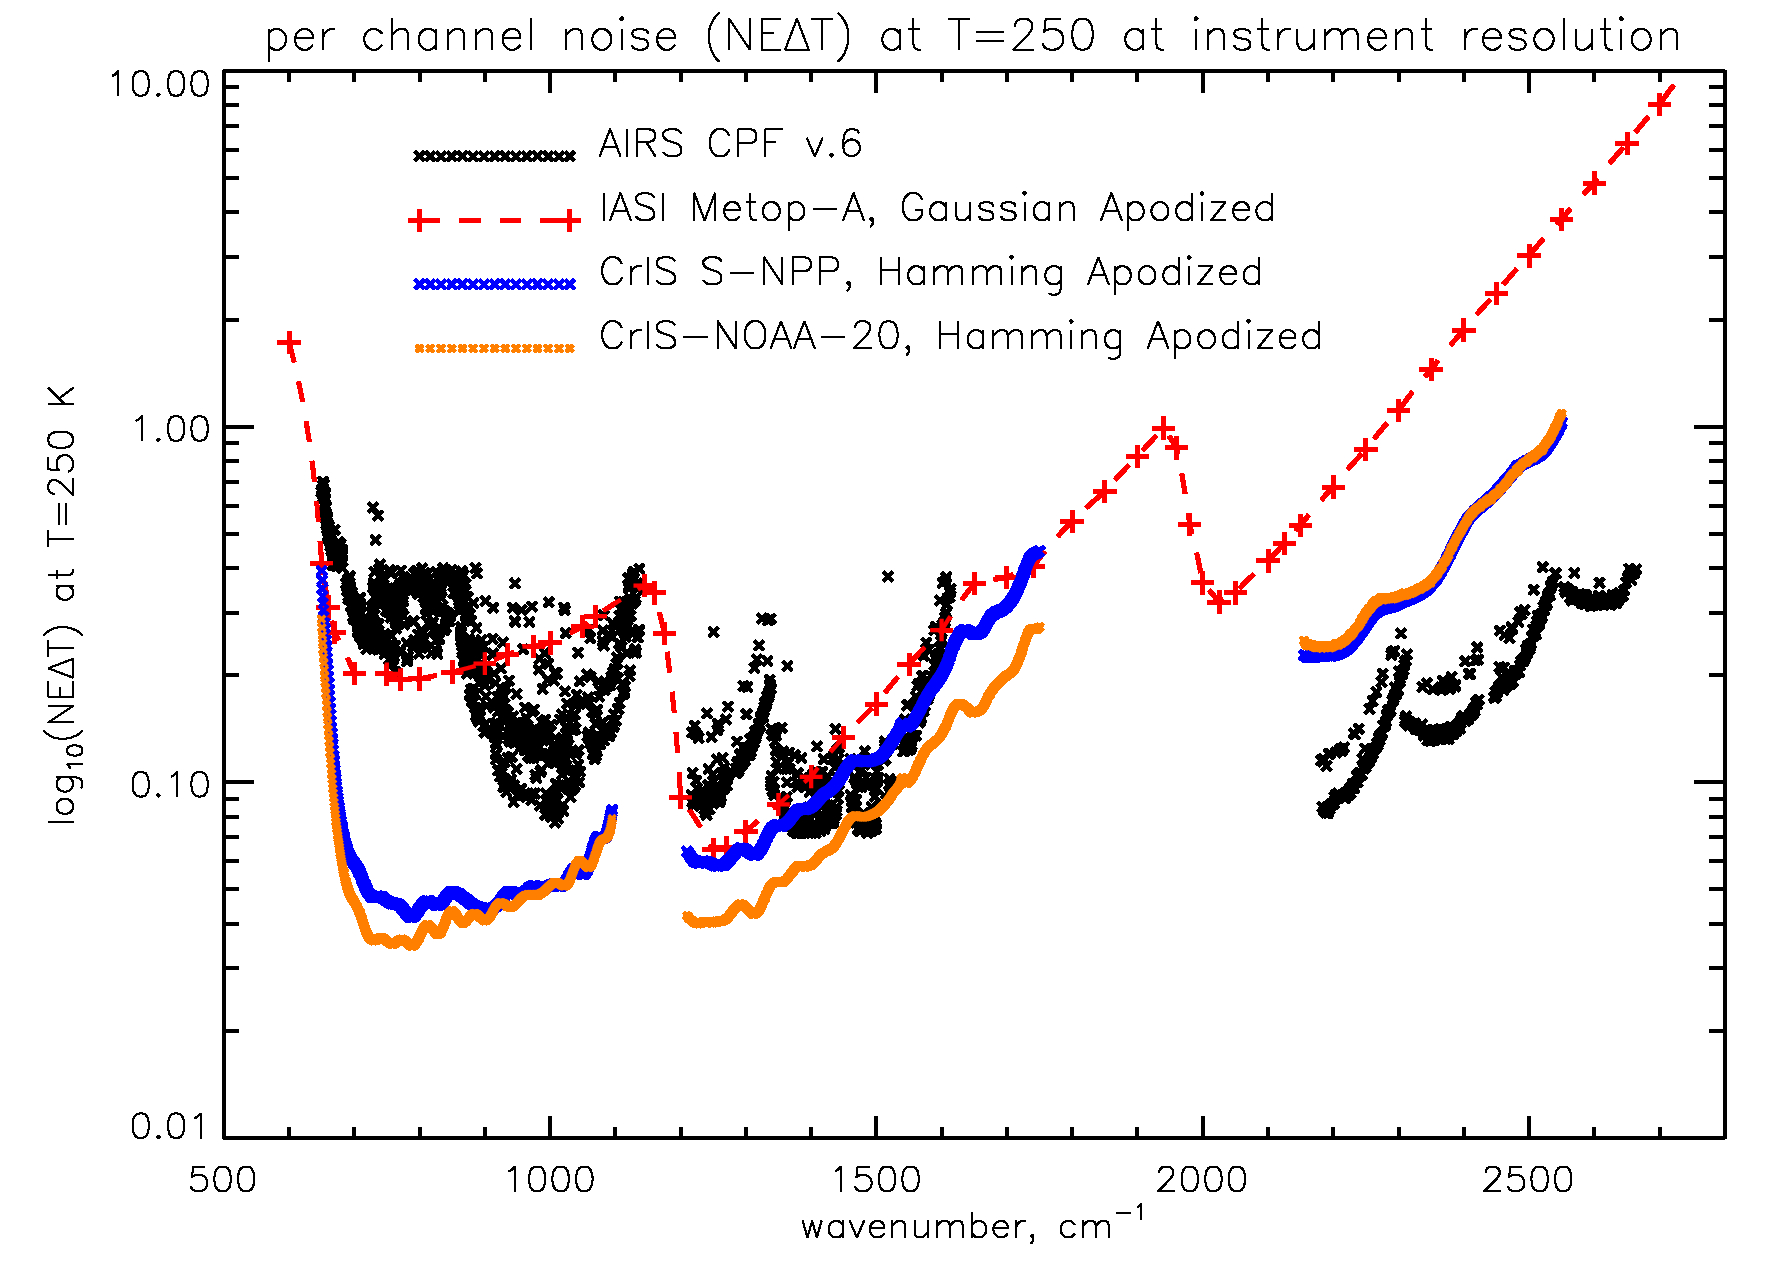 per channel noise (NEΔT) at T=250 at instrument resolution
10.00
1.00
0.10
0.01
log₁₀(NEΔT) at T=250 K
AIRS CPF v.6
IASI Metop-A, Gaussian Apodized
CrIS S-NPP, Hamming Apodized
CrIS-NOAA-20, Hamming Apodized
500 1000 1500 2000 2500
wavenumber, cm⁻¹